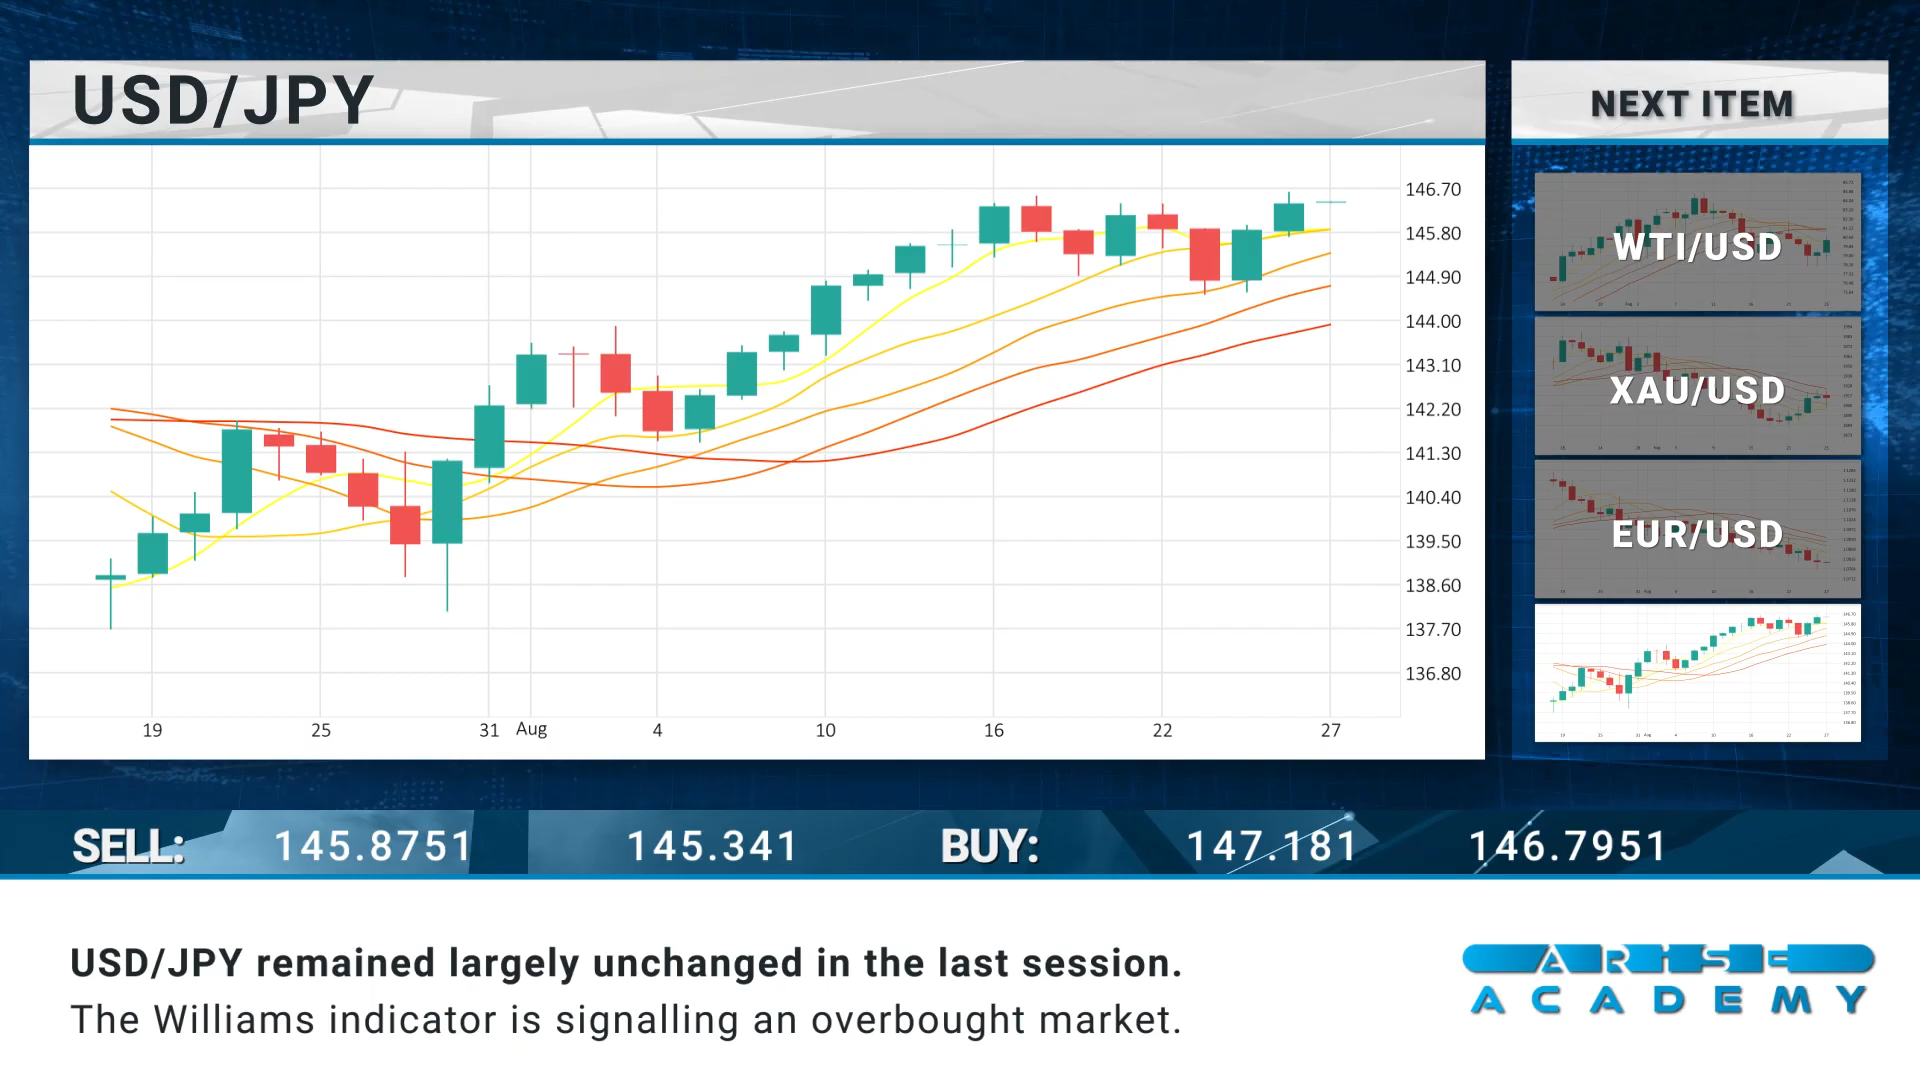 USD/JPY
NEXT ITEM
146.70
145.80
144.90
144.00
143.10
142.20
141.30
140.40
139.50
138.60
137.70
136.80
19 25 31 Aug 4 10 16 22 27
WTI/USD
XAU/USD
EUR/USD
SELL: 145.8751 145.341 BUY: 147.181 146.7951
USD/JPY remained largely unchanged in the last session.
The Williams indicator is signalling an overbought market.
ARISE
ACADEMY